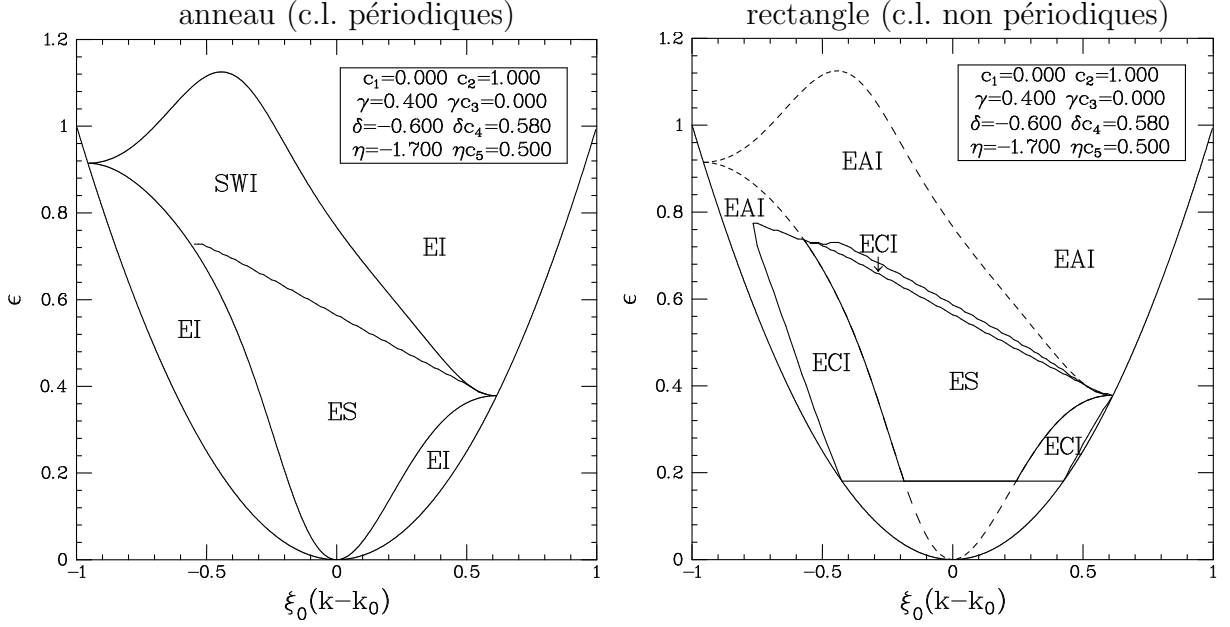 anneau (c.l. périodiques)
1.2
1
0.8
0.6
0.4
0.2
0
ϵ
c₁=0.000 c₂=1.000
γ=0.400 γc₃=0.000
δ=−0.600 δc₄=0.580
η=−1.700 ηc₅=0.500
SWI
EI
EI
ES
EI
−1
−0.5
0
0.5
1
ξ₀(k−k₀)
rectangle (c.l. non périodiques)
1.2
1
0.8
0.6
0.4
0.2
0
ϵ
c₁=0.000 c₂=1.000
γ=0.400 γc₃=0.000
δ=−0.600 δc₄=0.580
η=−1.700 ηc₅=0.500
EAI
EAI
ECI
EAI
ECI
ES
ECI
−1
−0.5
0
0.5
1
ξ₀(k−k₀)